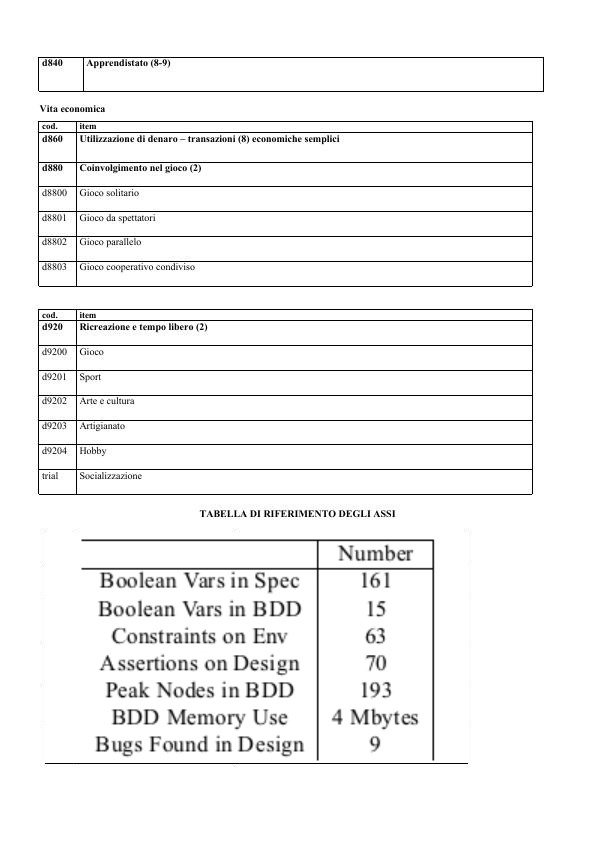 d840 Apprendistato (8-9)
Vita economica
cod. item
d860 Utilizzazione di denaro – transazioni (8) economiche semplici
d880 Coinvolgimento nel gioco (2)
d8800 Gioco solitario
d8801 Gioco da spettatori
d8802 Gioco parallelo
d8803 Gioco cooperativo condiviso
cod. item
d920 Ricreazione e tempo libero (2)
d9200 Gioco
d9201 Sport
d9202 Arte e cultura
d9203 Artigianato
d9204 Hobby
trial Socializzazione
TABELLA DI RIFERIMENTO DEGLI ASSI
Number
Boolean Vars in Spec 161
Boolean Vars in BDD 15
Constraints on Env 63
Assertions on Design 70
Peak Nodes in BDD 193
BDD Memory Use 4 Mbytes
Bugs Found in Design 9